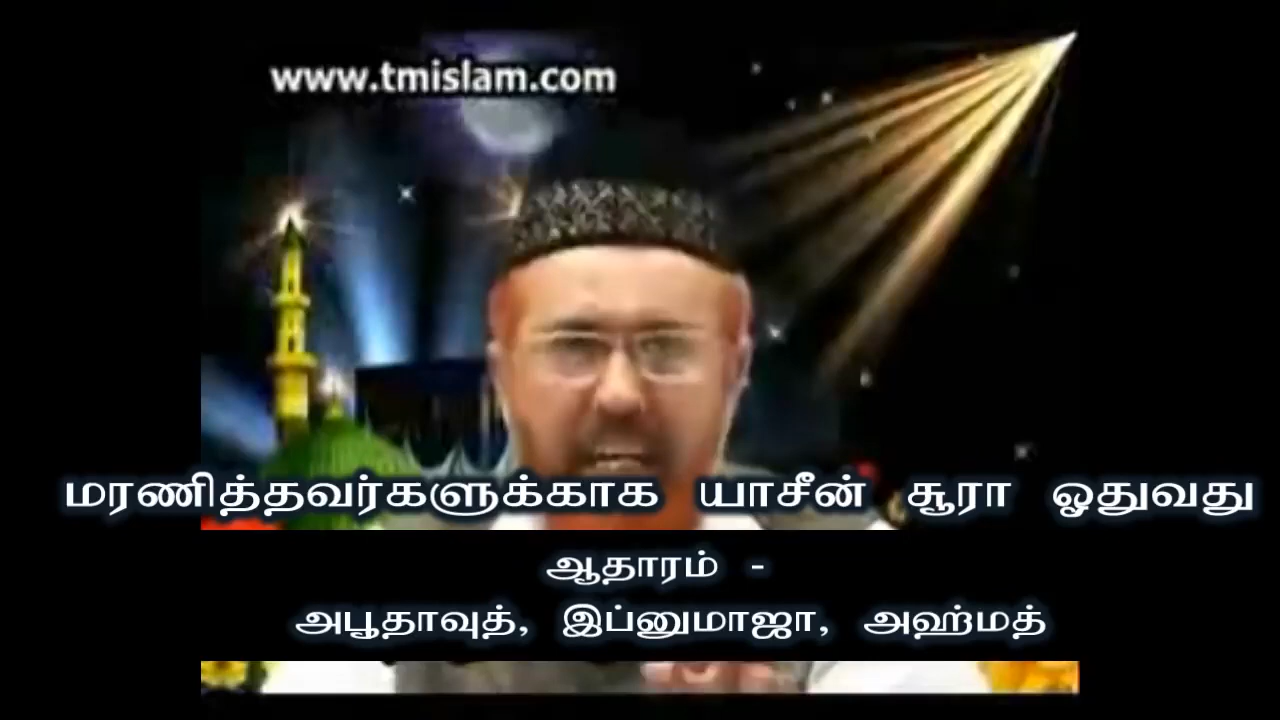 www.tmislam.com
மரணித்தவர்களுக்காக யாசீன் சூரா ஓதுவது
ஆதாரம் -
அபூதாவுத், இப்னுமாஜா, அஹ்மத்